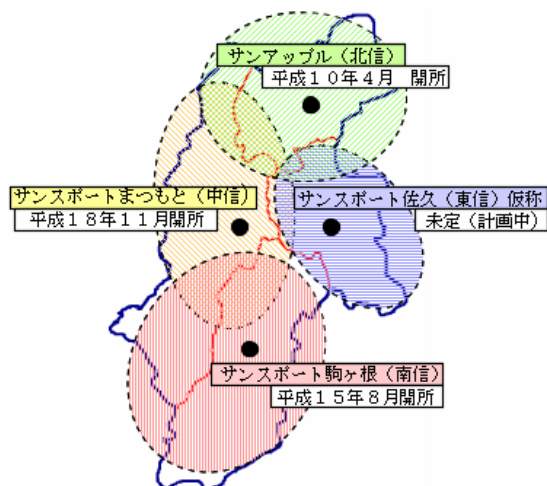 サンアップル（北信）
平成１０年４月　開所
サンスポートまつもと（中信）
平成１８年１１月開所
サンスポート佐久（東信）仮称
未定（計画中）
サンスポート駒ヶ根（南信）
平成１５年８月開所